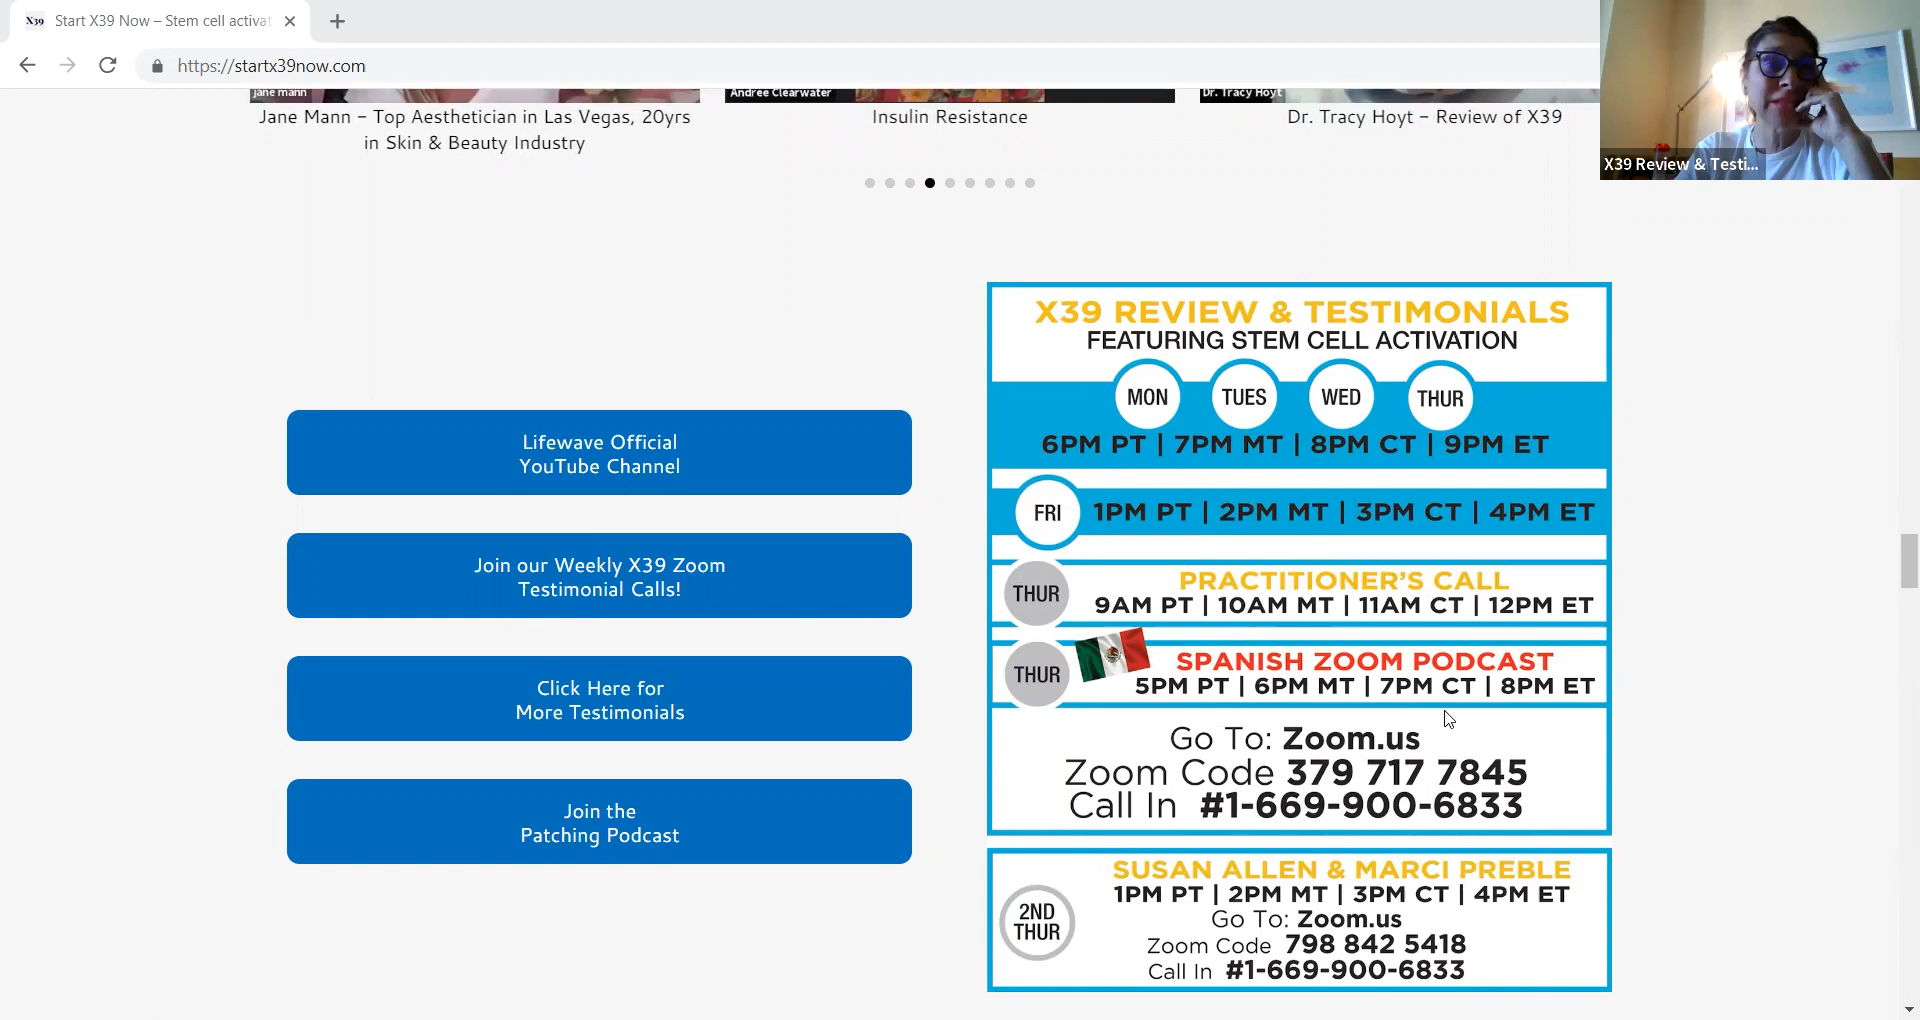 X39
Start X39 Now – Stem cell activat
https://startx39now.com
jane mann
Andree Clearwater
Dr. Tracy Hoyt
Jane Mann – Top Aesthetician in Las Vegas, 20yrs
in Skin & Beauty Industry
Insulin Resistance
Dr. Tracy Hoyt – Review of X39
X39 Review & Testi...
Lifewave Official
YouTube Channel
Join our Weekly X39 Zoom
Testimonial Calls!
Click Here for
More Testimonials
Join the
Patching Podcast
X39 REVIEW & TESTIMONIALS
FEATURING STEM CELL ACTIVATION
MON TUES WED THUR
6PM PT | 7PM MT | 8PM CT | 9PM ET
FRI 1PM PT | 2PM MT | 3PM CT | 4PM ET
THUR PRACTITIONER'S CALL
9AM PT | 10AM MT | 11AM CT | 12PM ET
THUR SPANISH ZOOM PODCAST
5PM PT | 6PM MT | 7PM CT | 8PM ET
Go To: Zoom.us
Zoom Code 379 717 7845
Call In #1-669-900-6833
SUSAN ALLEN & MARCI PREBLE
1PM PT | 2PM MT | 3PM CT | 4PM ET
2ND
THUR
Go To: Zoom.us
Zoom Code 798 842 5418
Call In #1-669-900-6833